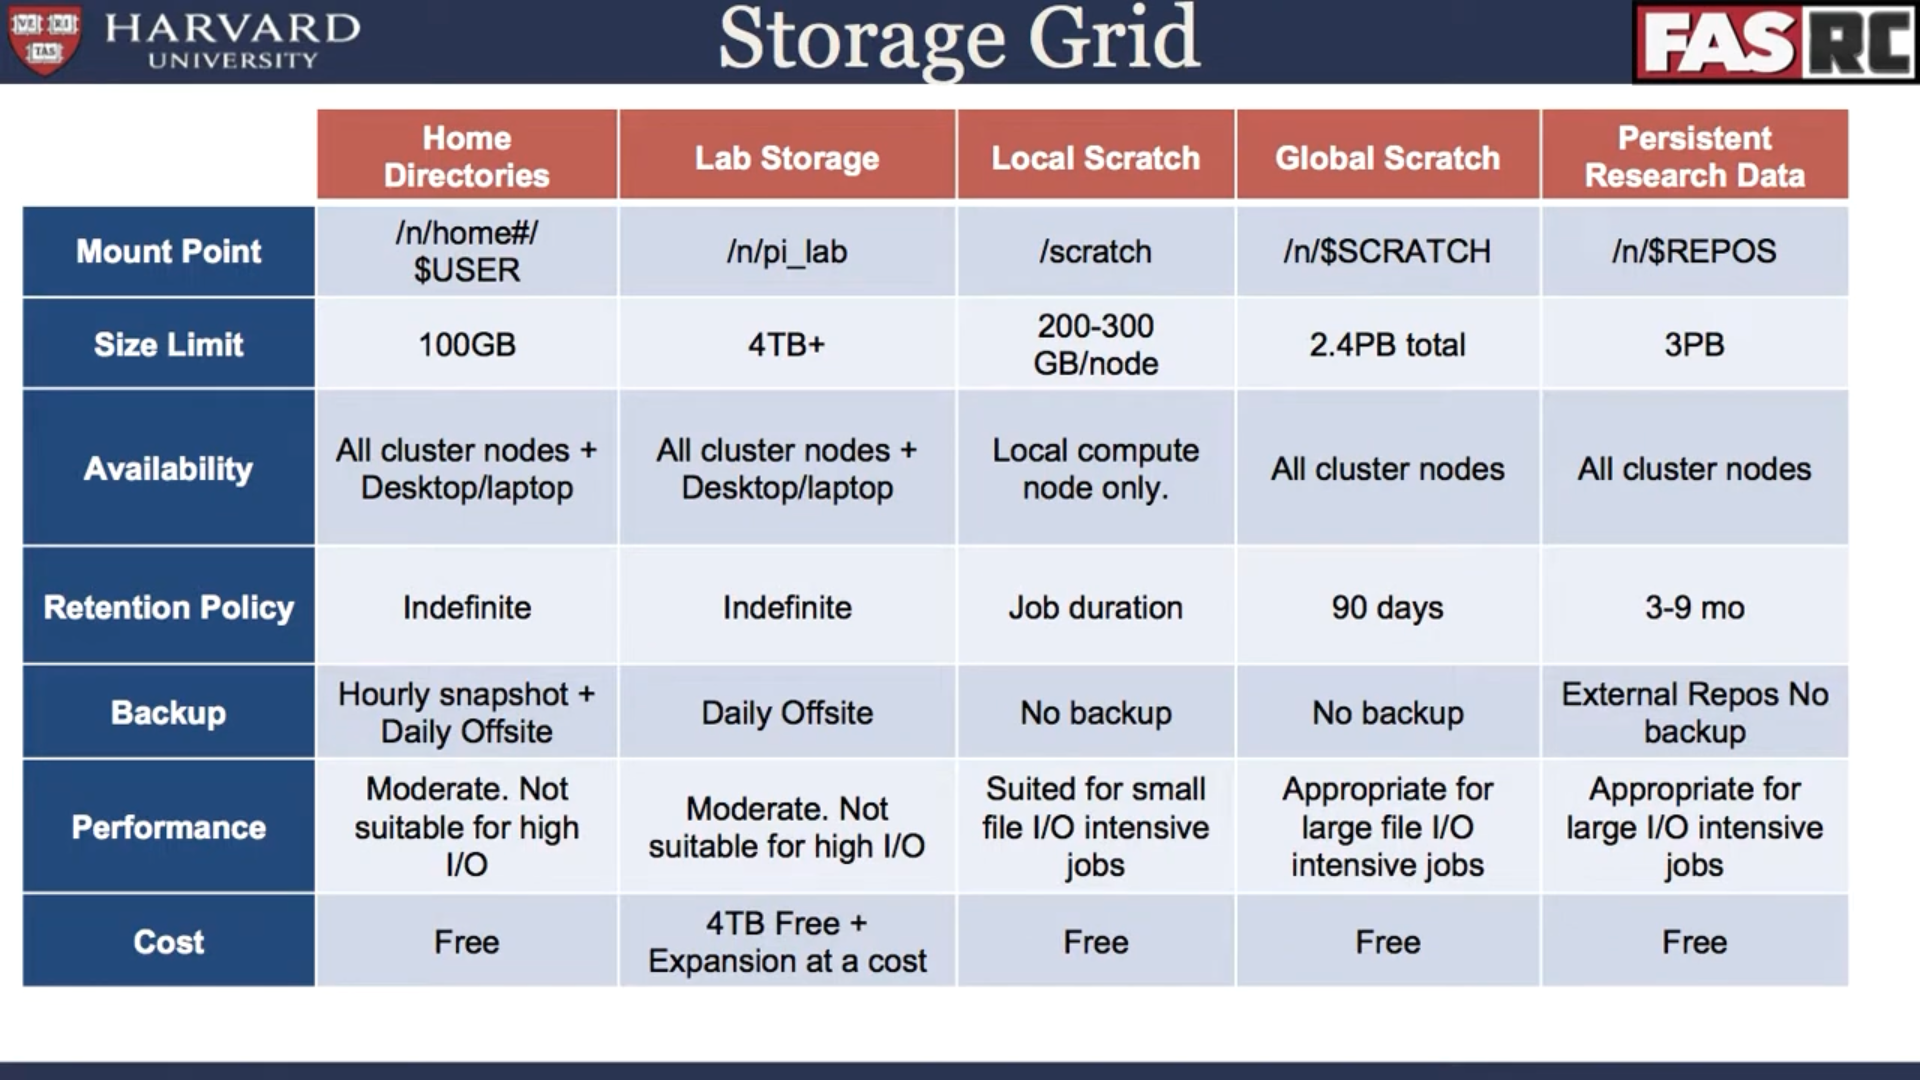 HARVARD
UNIVERSITY
Storage Grid
FASRC
Home
Directories
Lab Storage
Local Scratch
Global Scratch
Persistent
Research Data
Mount Point
/n/home#/
$USER
/n/pi_lab
/scratch
/n/$SCRATCH
/n/$REPOS
Size Limit
100GB
4TB+
200-300
GB/node
2.4PB total
3PB
Availability
All cluster nodes +
Desktop/laptop
All cluster nodes +
Desktop/laptop
Local compute
node only.
All cluster nodes
All cluster nodes
Retention Policy
Indefinite
Indefinite
Job duration
90 days
3-9 mo
Backup
Hourly snapshot +
Daily Offsite
Daily Offsite
No backup
No backup
External Repos No
backup
Performance
Moderate. Not
suitable for high
I/O
Moderate. Not
suitable for high I/O
Suited for small
file I/O intensive
jobs
Appropriate for
large file I/O
intensive jobs
Appropriate for
large I/O intensive
jobs
Cost
Free
4TB Free +
Expansion at a cost
Free
Free
Free